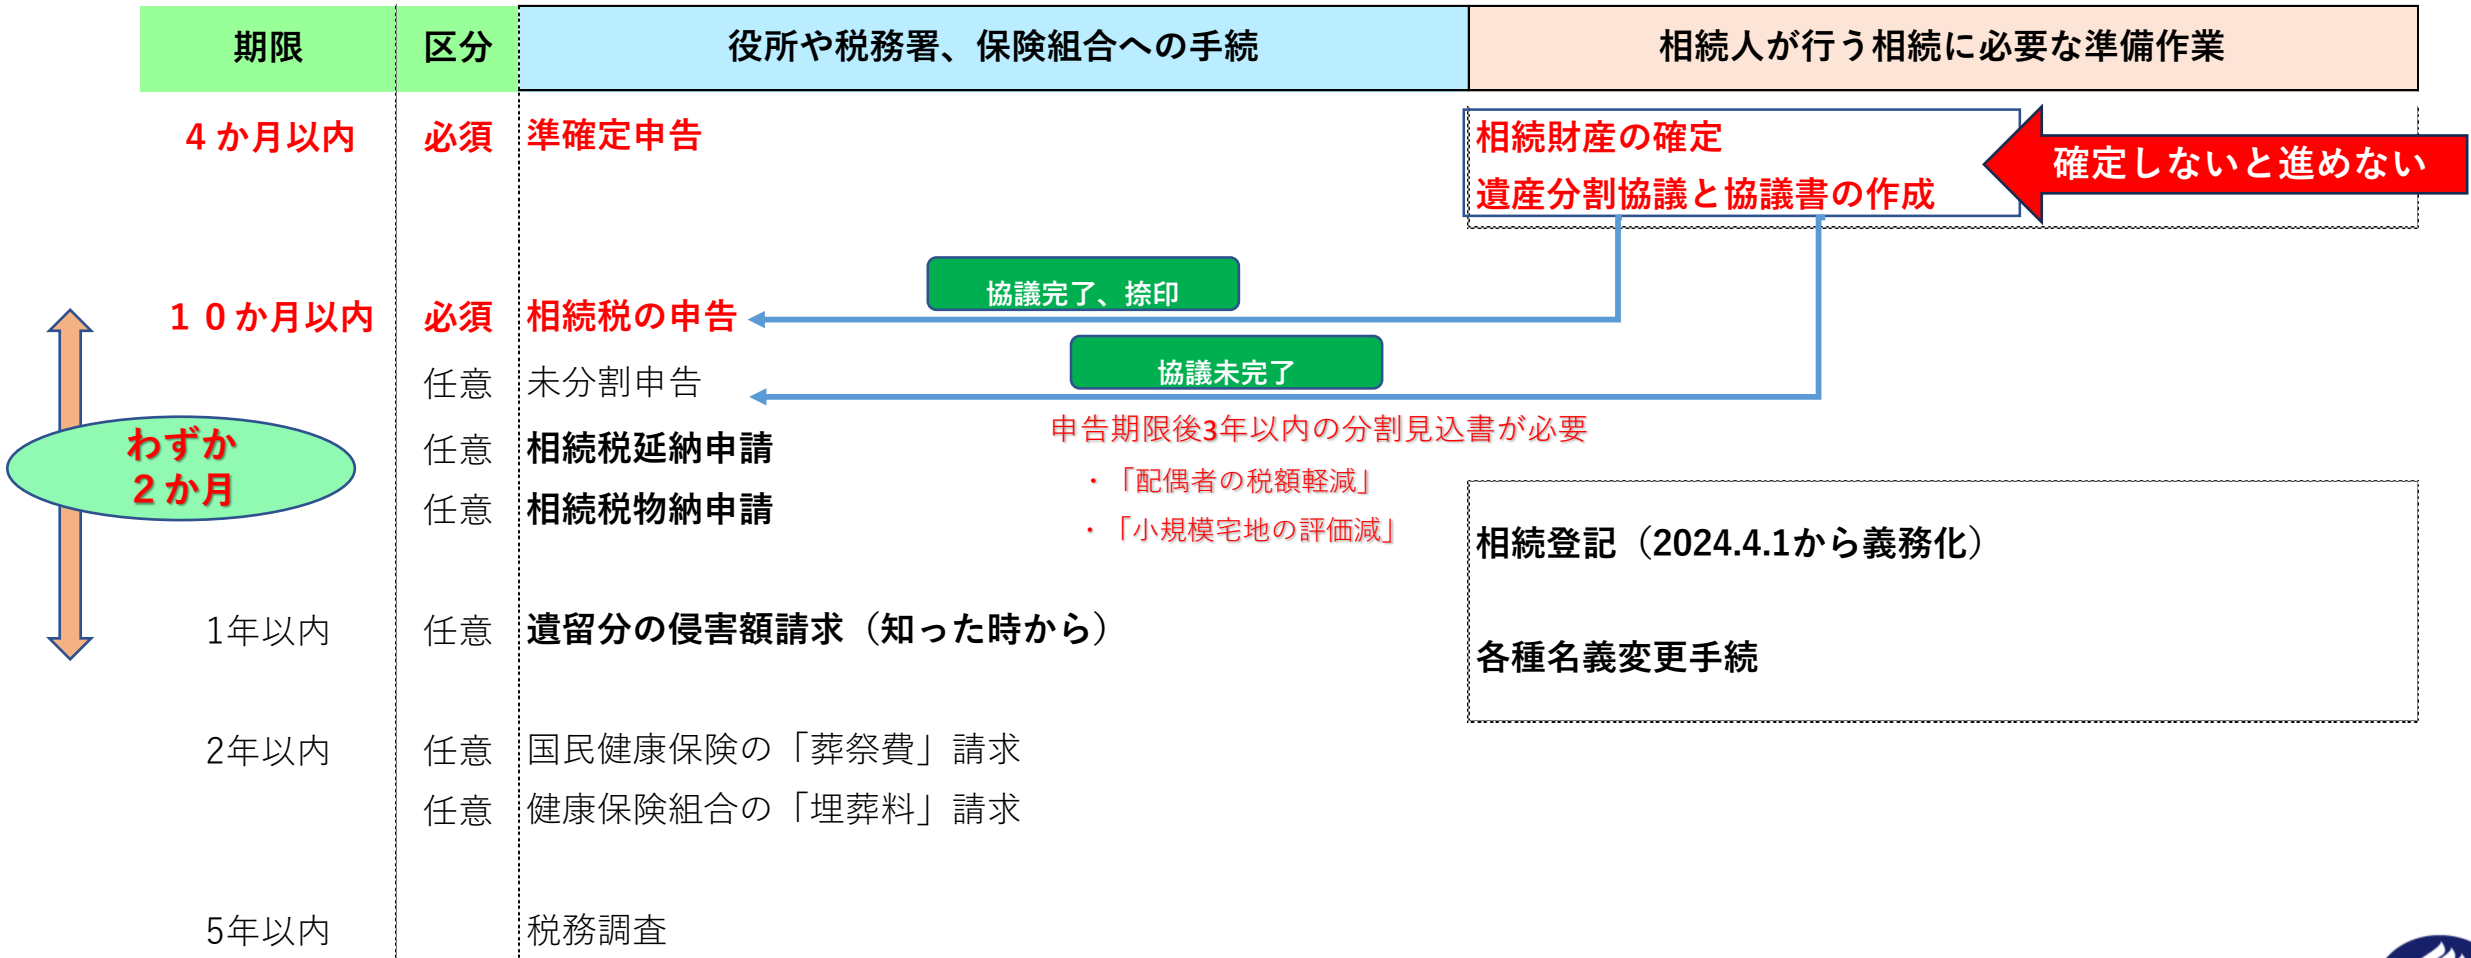 期限 区分 役所や税務署、保険組合への手続 相続人が行う相続に必要な準備作業
4か月以内 必須 準確定申告 相続財産の確定
遺産分割協議と協議書の作成
確定しないと進めない
協議完了、捺印
10か月以内 必須 相続税の申告
協議未完了
任意 未分割申告
申告期限後3年以内の分割見込書が必要
・「配偶者の税額軽減」
・「小規模宅地の評価減」
任意 相続税延納申請
任意 相続税物納申請
わずか
2か月
相続登記（2024.4.1から義務化）
1年以内 任意 遺留分の侵害額請求（知った時から）
各種名義変更手続
2年以内 任意 国民健康保険の「葬祭費」請求
任意 健康保険組合の「埋葬料」請求
5年以内 税務調査